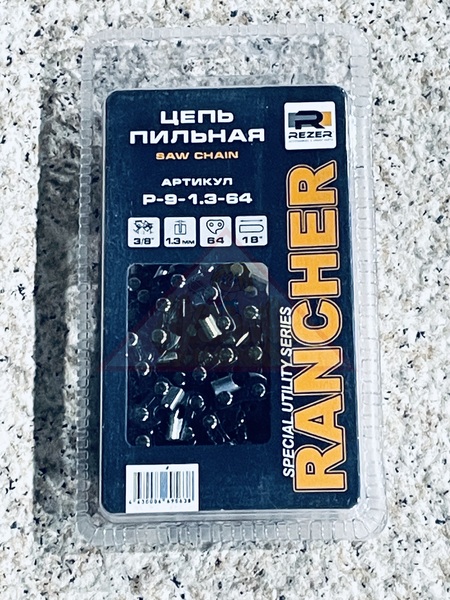 ЦЕПЬ
ПИЛЬНАЯ
SAW CHAIN
REZER
АРТИКУЛ
P-9-1.3-64
3/8" 1.3 мм 64 18"
SPECIAL UTILITY SERIES
RANCHER